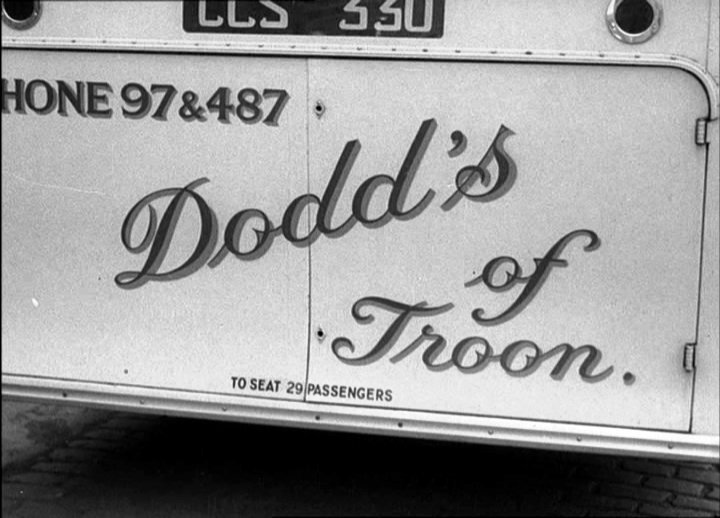 CCS 330
HONE 97&487
Dodd's
of
Troon.
TO SEAT 29 PASSENGERS